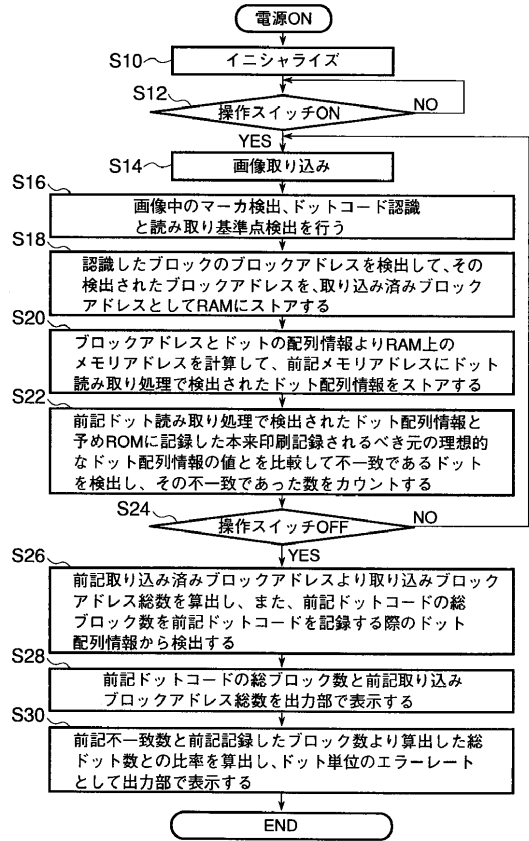 電源ON
S10
イニシャライズ
S12
操作スイッチON
NO
YES
S14
画像取り込み
S16
画像中のマーカ検出、ドットコード認識
と読み取り基準点検出を行う
S18
認識したブロックのブロックアドレスを検出して、その
検出されたブロックアドレスを、取り込み済みブロック
アドレスとしてRAMにストアする
S20
ブロックアドレスとドットの配列情報よりRAM上の
メモリアドレスを計算して、前記メモリアドレスにドット
読み取り処理で検出されたドット配列情報をストアする
S22
前記ドット読み取り処理で検出されたドット配列情報と
予めROMに記録した本来印刷記録されるべき元の理想的
なドット配列情報の値とを比較して不一致であるドット
を検出し、その不一致であった数をカウントする
S24
操作スイッチOFF
NO
YES
S26
前記取り込み済みブロックアドレスより取り込みブロック
アドレス総数を算出し、また、前記ドットコードの総
ブロック数を前記ドットコードを記録する際のドット
配列情報から検出する
S28
前記ドットコードの総ブロック数と前記取り込み
ブロックアドレス総数を出力部で表示する
S30
前記不一致数と前記記録したブロック数より算出した総
ドット数との比率を算出し、ドット単位のエラーレート
として出力部で表示する
END